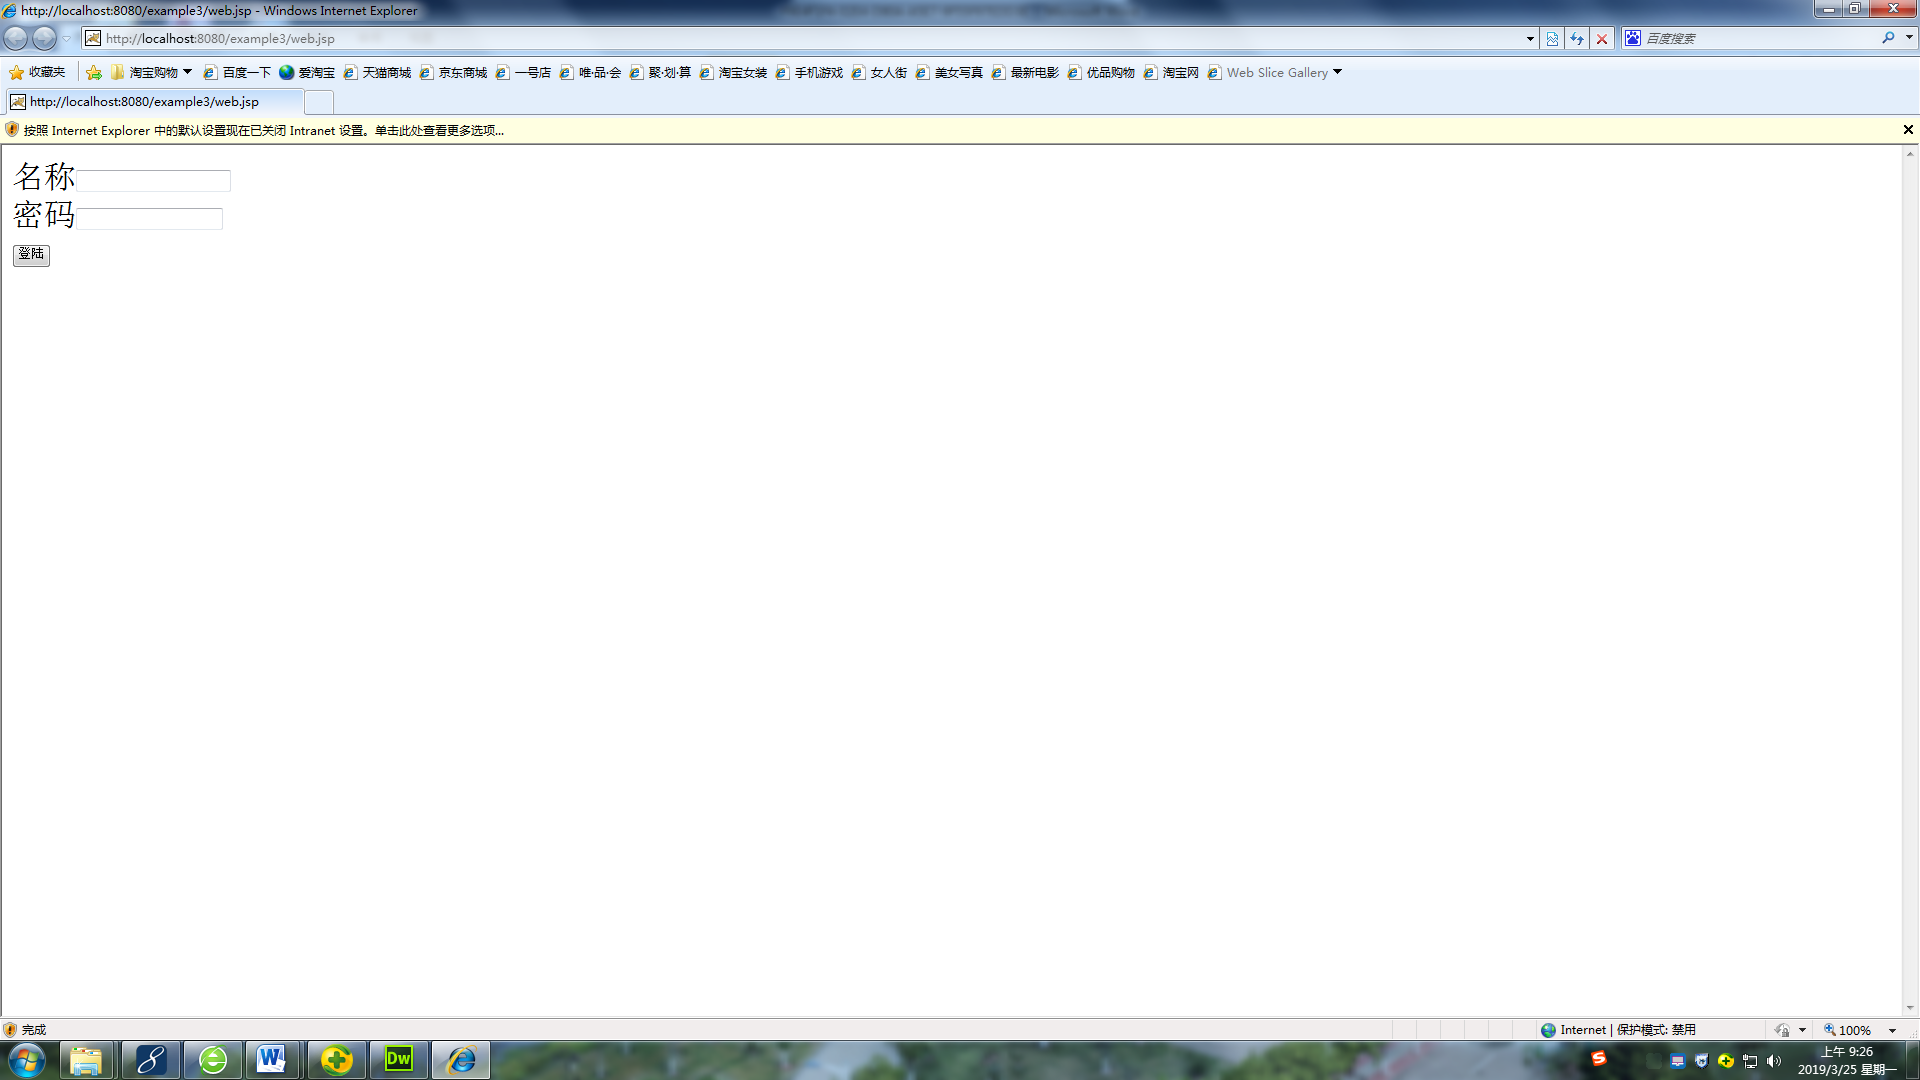 http://localhost:8080/example3/web.jsp - Windows Internet Explorer
http://localhost:8080/example3/web.jsp
百度搜索
收藏夹 淘宝购物 百度一下 爱淘宝 天猫商城 京东商城 一号店 唯·品·会 聚·划·算 淘宝女装 手机游戏 女人街 美女写真 最新电影 优品购物 淘宝网 Web Slice Gallery
http://localhost:8080/example3/web.jsp
按照 Internet Explorer 中的默认设置现在已关闭 Intranet 设置。单击此处查看更多选项...
名称
密码
登陆
完成 Internet | 保护模式: 禁用 100%
上午 9:26
2019/3/25 星期一
Dw